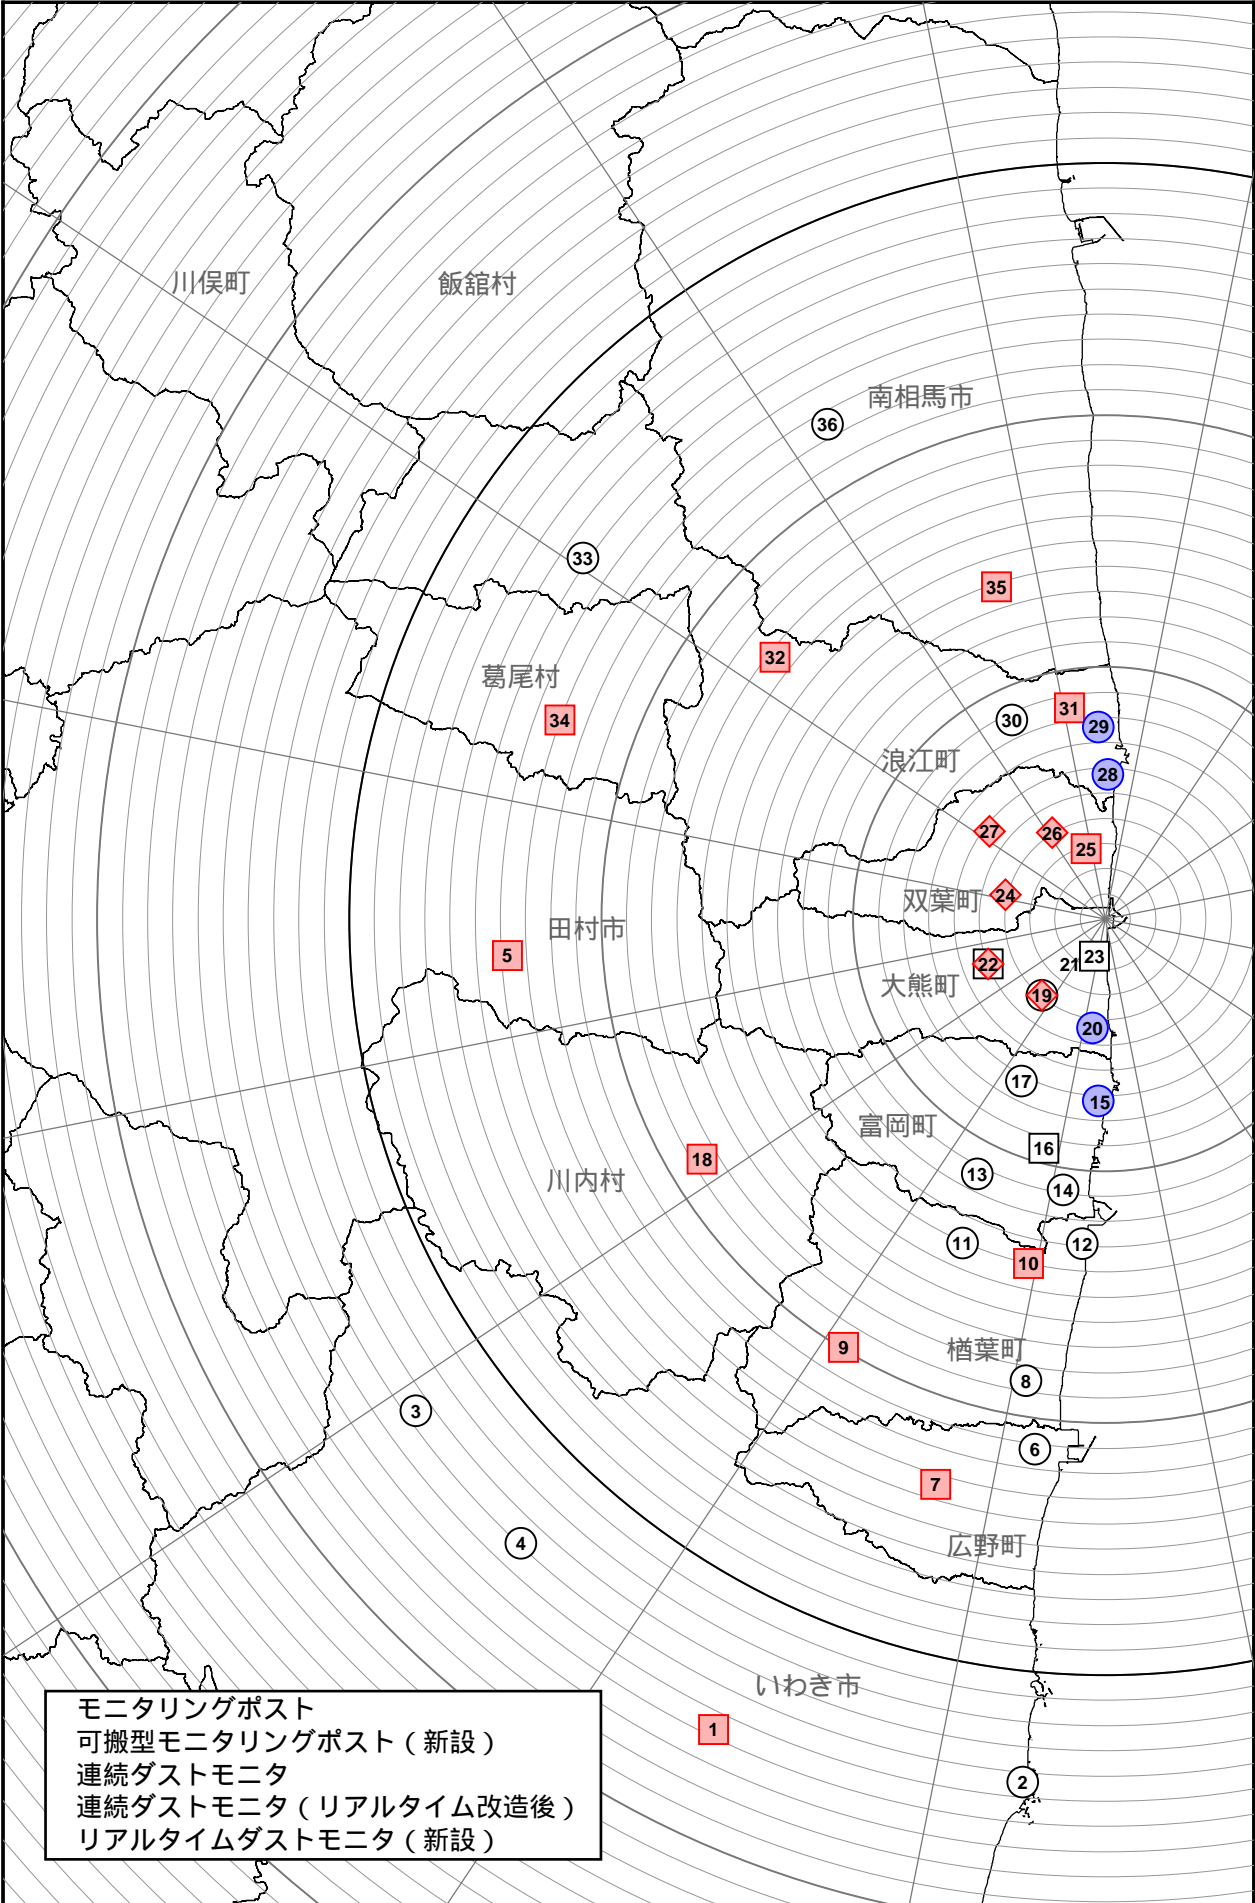 川俣町
飯舘村
南相馬市
36
33
35
32
葛尾村
34
31
30
29
浪江町
28
27
26
25
双葉町
24
田村市
5
23
22
21
大熊町
19
20
17
15
富岡町
16
18
13
川内村
14
11
12
10
9
楢葉町
8
3
6
7
4
広野町
いわき市
1
2
モニタリングポスト
可搬型モニタリングポスト(新設)
連続ダストモニタ
連続ダストモニタ(リアルタイム改造後)
リアルタイムダストモニタ(新設)